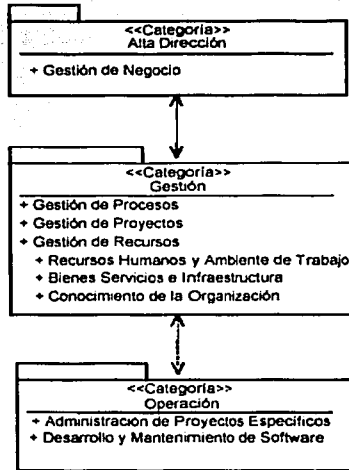 <<Categoría>>
Alta Dirección
+ Gestión de Negocio
<<Categoría>>
Gestión
+ Gestión de Procesos
+ Gestión de Proyectos
+ Gestión de Recursos
+ Recursos Humanos y Ambiente de Trabajo
+ Bienes Servicios e Infraestructura
+ Conocimiento de la Organización
<<Categoría>>
Operación
+ Administración de Proyectos Específicos
+ Desarrollo y Mantenimiento de Software